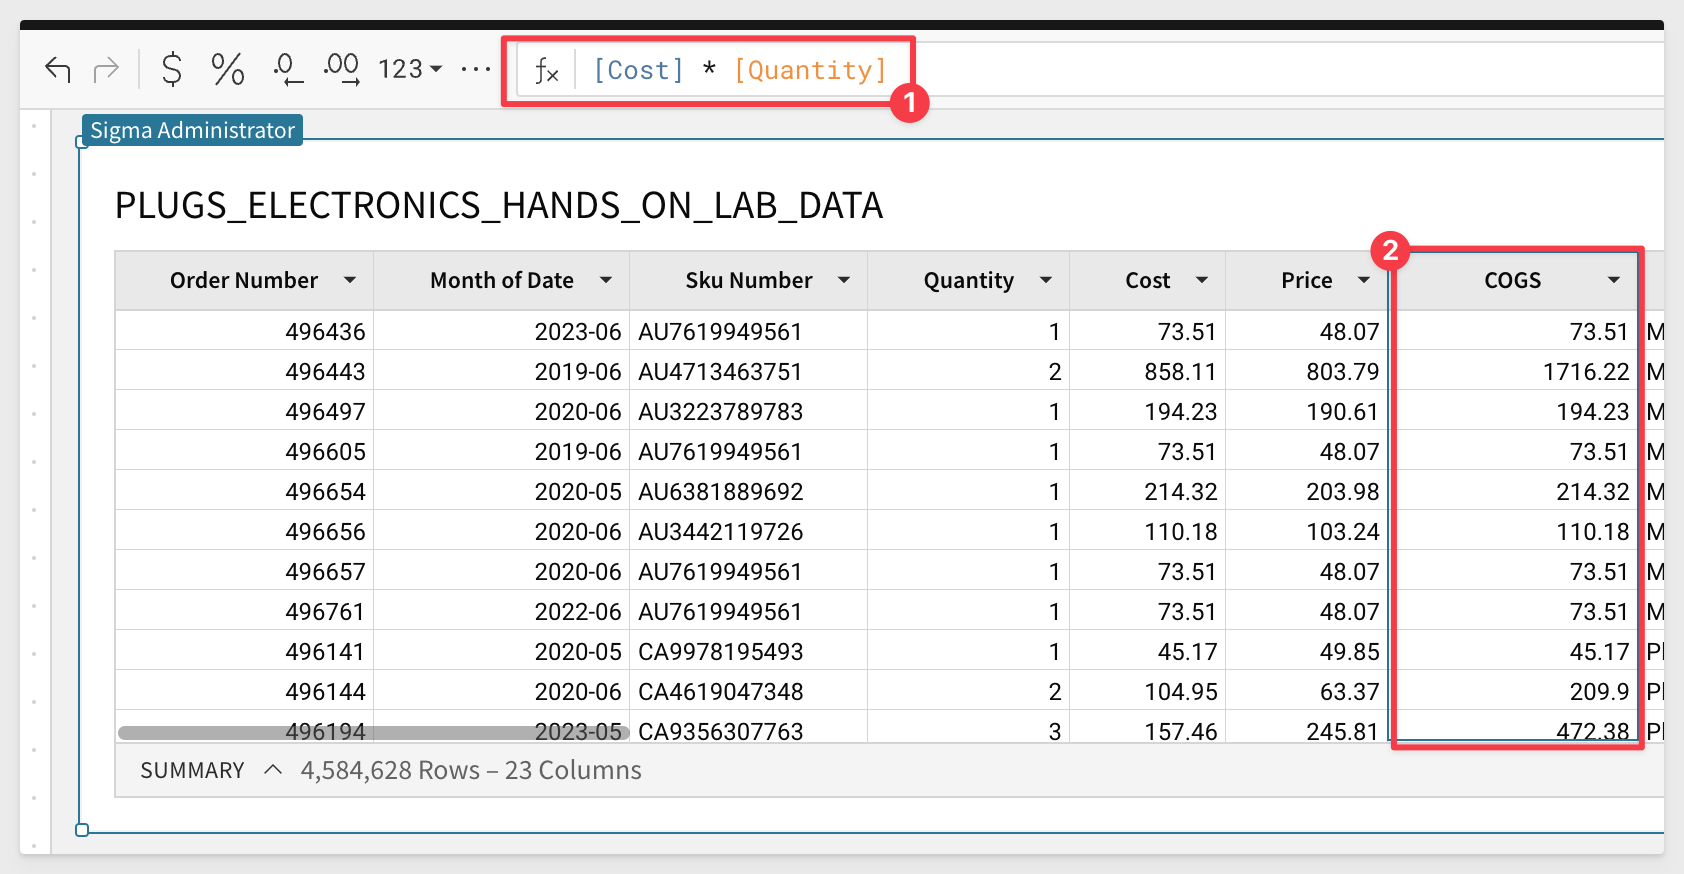 $ % .0 .00 123 ... fx [Cost] * [Quantity]
1
Sigma Administrator
PLUGS_ELECTRONICS_HANDS_ON_LAB_DATA
2
Order Number Month of Date Sku Number Quantity Cost Price COGS
496436 2023-06 AU7619949561 1 73.51 48.07 73.51 M
496443 2019-06 AU4713463751 2 858.11 803.79 1716.22 M
496497 2020-06 AU3223789783 1 194.23 190.61 194.23 M
496605 2019-06 AU7619949561 1 73.51 48.07 73.51 M
496654 2020-05 AU6381889692 1 214.32 203.98 214.32 M
496656 2020-06 AU3442119726 1 110.18 103.24 110.18 M
496657 2020-06 AU7619949561 1 73.51 48.07 73.51 M
496761 2022-06 AU7619949561 1 73.51 48.07 73.51 M
496141 2020-05 CA9978195493 1 45.17 49.85 45.17
496144 2020-06 CA4619047348 2 104.95 63.37 209.9
496194 2023-05 CA9356307763 3 157.46 245.81 472.38
SUMMARY 4,584,628 Rows – 23 Columns